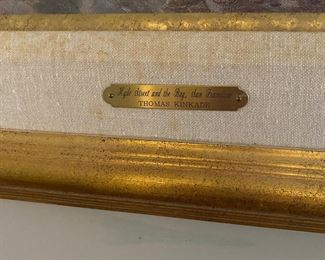 Hyde Street and the Bay, San Francisco
THOMAS KINKADE